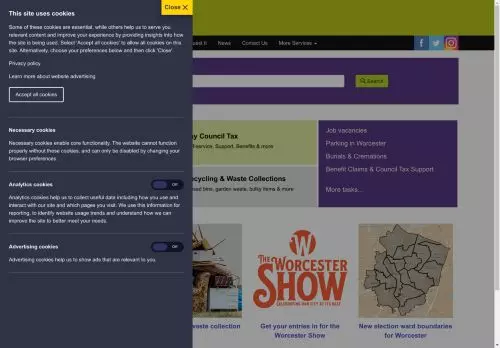 This site uses cookies
Close ✕
Some of these cookies are essential, while others help us to serve you
relevant content and improve your experience by providing insights into how
the site is being used. Select 'Accept all cookies' to allow all cookies on this
site. Alternatively, choose your preferences below and then click 'Close'.
Privacy policy
Learn more about website advertising
Accept all cookies
Necessary cookies
Necessary cookies enable core functionality. The website cannot function
properly without these cookies, and can only be disabled by changing your
browser preferences.
Analytics cookies
Off
Analytics cookies help us to collect useful data including how you use and
interact with our site and which pages you visit. We use this information for
reporting, to identify website usage trends and understand how we can
improve the site to better meet your needs.
Advertising cookies
Off
Advertising cookies help us to show ads that are relevant to you.
It News Contact Us More Services
Search
Council Tax
Support, Benefits & more
Recycling & Waste Collections
bins, garden waste, bulky items & more
Job vacancies
Parking in Worcester
Burials & Cremations
Benefit Claims & Council Tax Support
More tasks...
THE
WORCESTER
SHOW
CELEBRATING OUR CITY AT ITS BEST
waste collection
Get your entries in for the
Worcester Show
New election ward boundaries
for Worcester